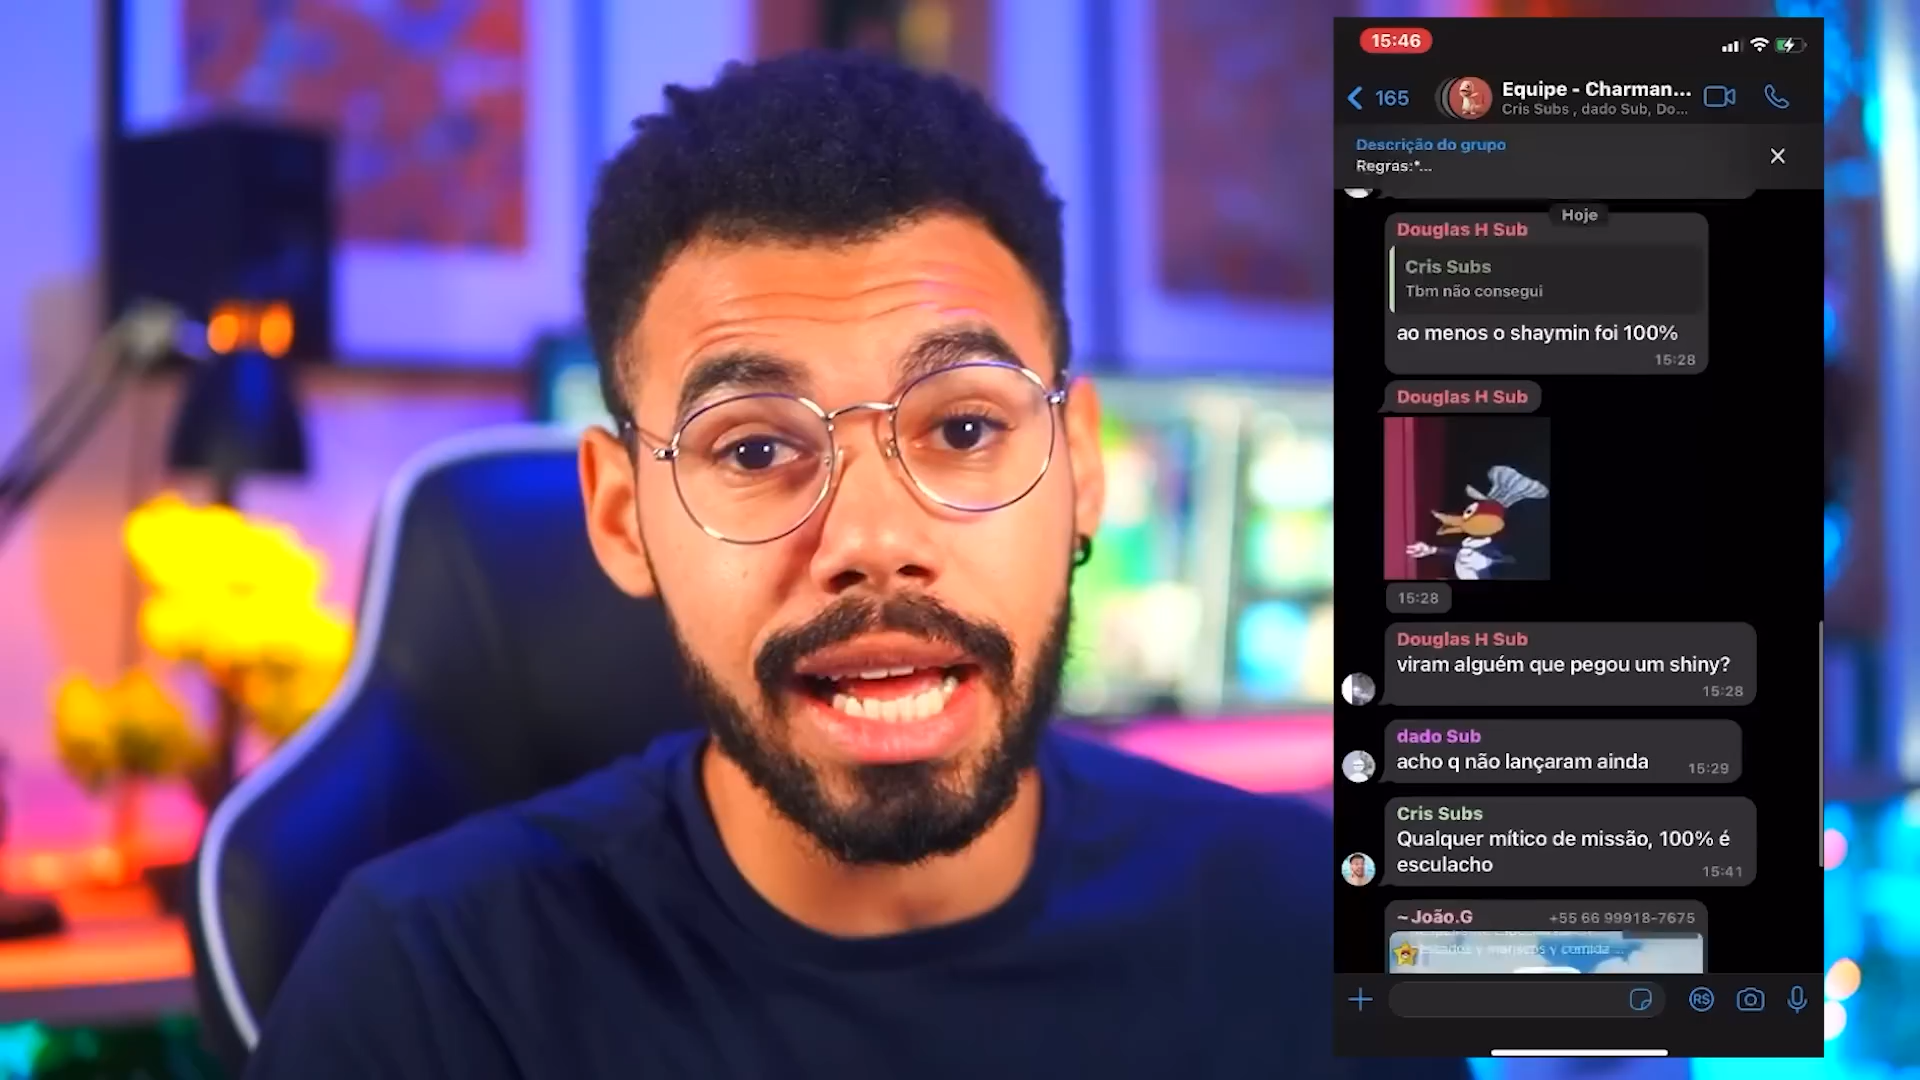 15:46
165
Equipe - Charman...
Cris Subs , dado Sub, Do...
Descrição do grupo
Regras:*...
Hoje
Douglas H Sub
Cris Subs
Tbm não consegui
ao menos o shaymin foi 100%
15:28
Douglas H Sub
15:28
Douglas H Sub
viram alguém que pegou um shiny?
15:28
dado Sub
acho q não lançaram ainda
15:29
Cris Subs
Qualquer mítico de missão, 100% é
esculacho
15:41
~João.G +55 66 99918-7675
y comida ...
R$